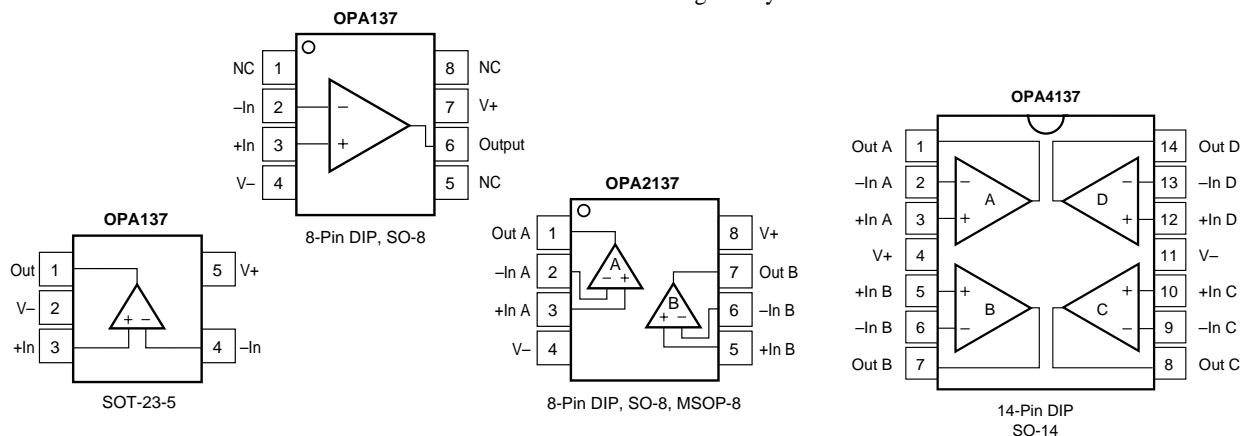 OPA137
NC 1
–In 2
+In 3
V– 4
8 NC
7 V+
6 Output
5 NC
–
+
8-Pin DIP, SO-8
OPA137
Out 1
V– 2
+In 3
5 V+
4 –In
+ –
SOT-23-5
OPA2137
Out A 1
–In A 2
+In A 3
V– 4
8 V+
7 Out B
6 –In B
5 +In B
A
– +
B
+ –
8-Pin DIP, SO-8, MSOP-8
OPA4137
Out A 1
–In A 2
+In A 3
V+ 4
+In B 5
–In B 6
Out B 7
14 Out D
13 –In D
12 +In D
11 V–
10 +In C
9 –In C
8 Out C
– A +
– D +
+ B –
+ C –
14-Pin DIP
SO-14